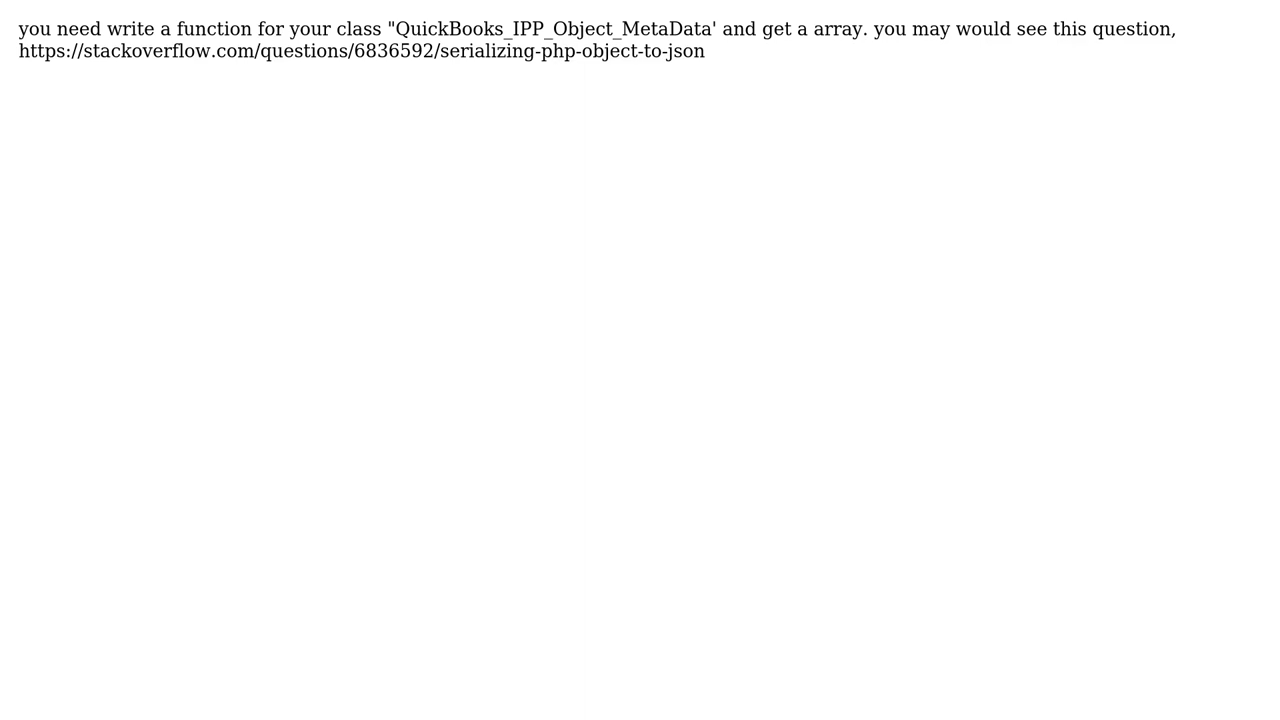 you need write a function for your class "QuickBooks_IPP_Object_MetaData' and get a array. you may would see this question,
https://stackoverflow.com/questions/6836592/serializing-php-object-to-json